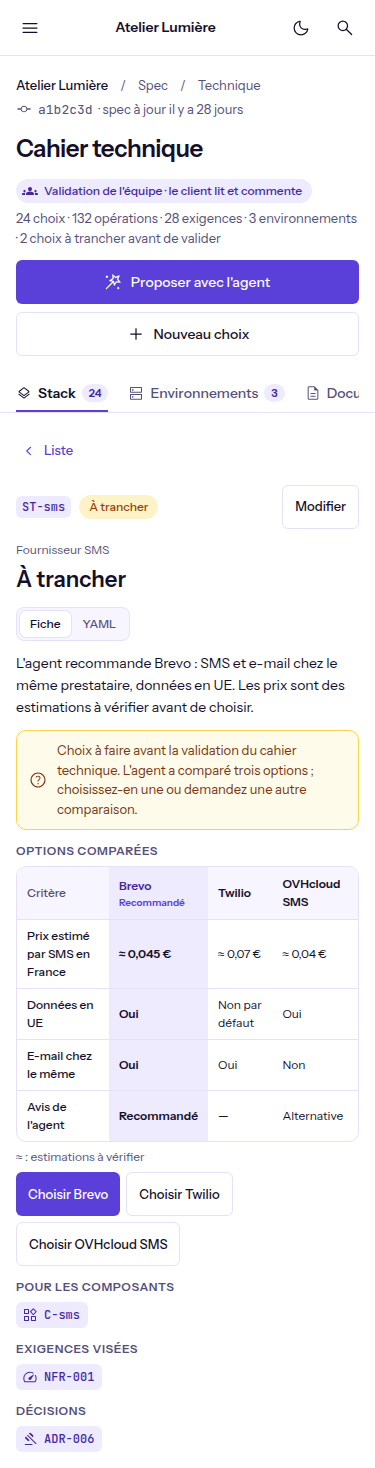 Atelier Lumière
Atelier Lumière / Spec / Technique
a1b2c3d · spec à jour il y a 28 jours
Cahier technique
Validation de l'équipe · le client lit et commente
24 choix · 132 opérations · 28 exigences · 3 environnements
· 2 choix à trancher avant de valider
Proposer avec l'agent
Nouveau choix
Stack 24 Environnements 3 Docu
Liste
ST-sms À trancher Modifier
Fournisseur SMS
À trancher
Fiche YAML
L'agent recommande Brevo : SMS et e-mail chez le
même prestataire, données en UE. Les prix sont des
estimations à vérifier avant de choisir.
Choix à faire avant la validation du cahier
technique. L'agent a comparé trois options ;
choisissez-en une ou demandez une autre
comparaison.
OPTIONS COMPARÉES
Critère Brevo Recommandé Twilio OVHcloud SMS
Prix estimé par SMS en France ≈ 0,045 € ≈ 0,07 € ≈ 0,04 €
Données en UE Oui Non par défaut Oui
E-mail chez le même Oui Oui Non
Avis de l'agent Recommandé — Alternative
≈ : estimations à vérifier
Choisir Brevo Choisir Twilio
Choisir OVHcloud SMS
POUR LES COMPOSANTS
C-sms
EXIGENCES VISÉES
NFR-001
DÉCISIONS
ADR-006